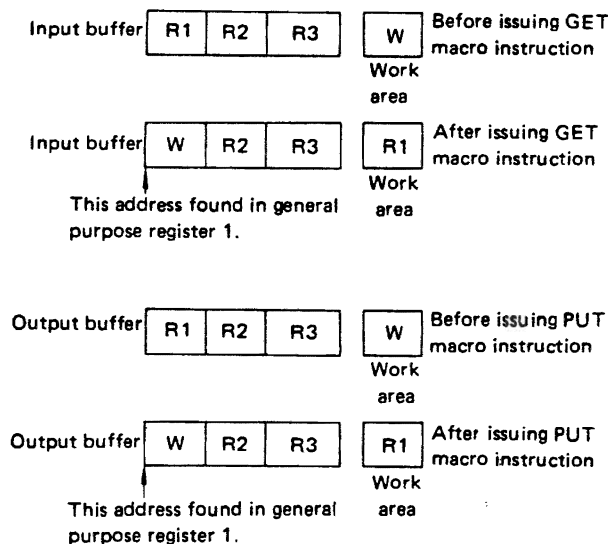 Input buffer R1 R2 R3 W Before issuing GET
macro instruction
Work
area
Input buffer W R2 R3 R1 After issuing GET
macro instruction
Work
area
This address found in general
purpose register 1.
Output buffer R1 R2 R3 W Before issuing PUT
macro instruction
Work
area
Output buffer W R2 R3 R1 After issuing PUT
macro instruction
Work
area
This address found in general
purpose register 1.